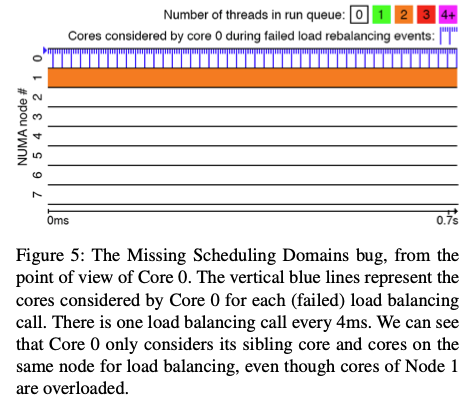 Number of threads in run queue: 0 1 2 3 4+
Cores considered by core 0 during failed load rebalancing events:
NUMA node #
0
1
2
3
4
5
6
7
0ms 0.7s
Figure 5: The Missing Scheduling Domains bug, from the
point of view of Core 0. The vertical blue lines represent the
cores considered by Core 0 for each (failed) load balancing
call. There is one load balancing call every 4ms. We can see
that Core 0 only considers its sibling core and cores on the
same node for load balancing, even though cores of Node 1
are overloaded.